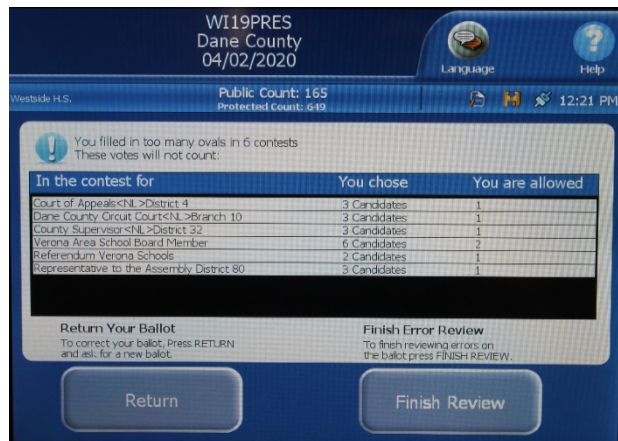 WI19PRES
Dane County
04/02/2020
Language
Help
Westside H.S.
Public Count: 165
Protected Count: 649
12:21 PM
You filled in too many ovals in 6 contests
These votes will not count:
In the contest for You chose You are allowed
Court of Appeals<NL>District 4 3 Candidates 1
Dane County Circuit Court<NL>Branch 10 3 Candidates 1
County Supervisor<NL>District 32 3 Candidates 1
Verona Area School Board Member 6 Candidates 2
Referendum Verona Schools 2 Candidates 1
Representative to the Assembly District 80 3 Candidates 1
Return Your Ballot
To correct your ballot, Press RETURN
and ask for a new ballot.
Finish Error Review
To finish reviewing errors on
the ballot press FINISH REVIEW.
Return
Finish Review